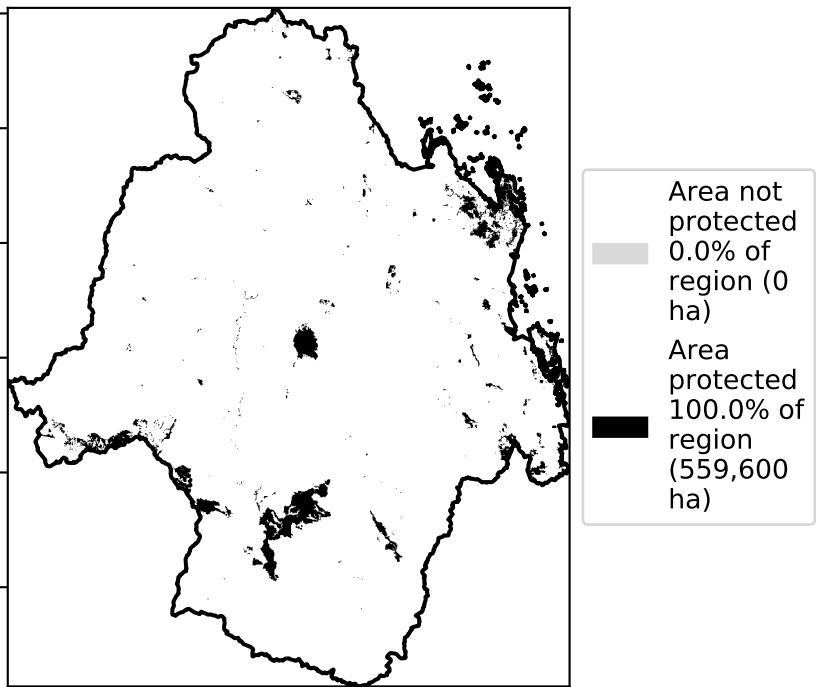 Area not
protected
0.0% of
region (0
ha)
Area
protected
100.0% of
region
(559,600
ha)